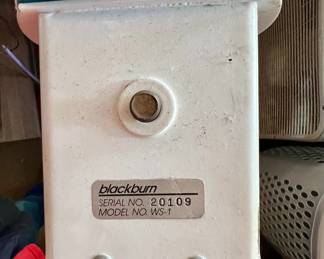 blackburn
SERIAL NO. 20109
MODEL NO. WS-1